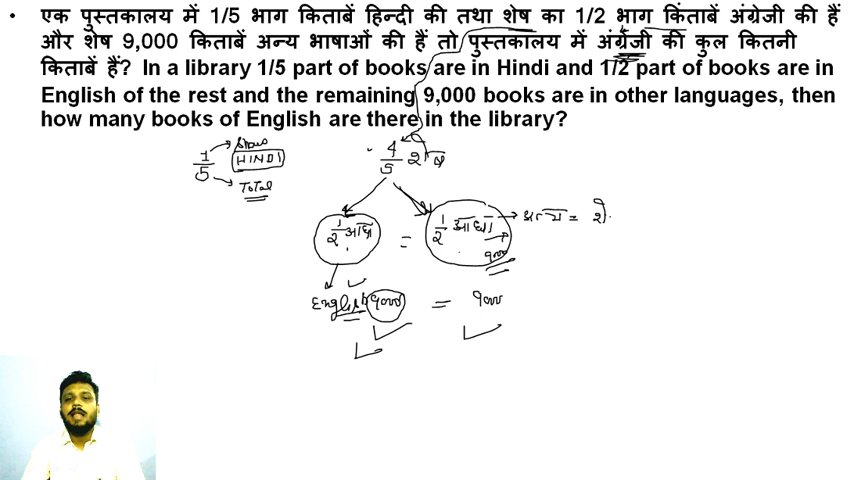 • एक पुस्तकालय में 1/5 भाग किताबें हिन्दी की तथा शेष का 1/2 भाग किताबें अंग्रेजी की हैं
और शेष 9,000 किताबें अन्य भाषाओं की हैं तो पुस्तकालय में अंग्रेजी की कुल कितनी
किताबें हैं? In a library 1/5 part of books are in Hindi and 1/2 part of books are in
English of the rest and the remaining 9,000 books are in other languages, then
how many books of English are there in the library?
1/5 HINDI
Total
4/5
1/2 आधा = 1/2 आधा → अन्य =
English =